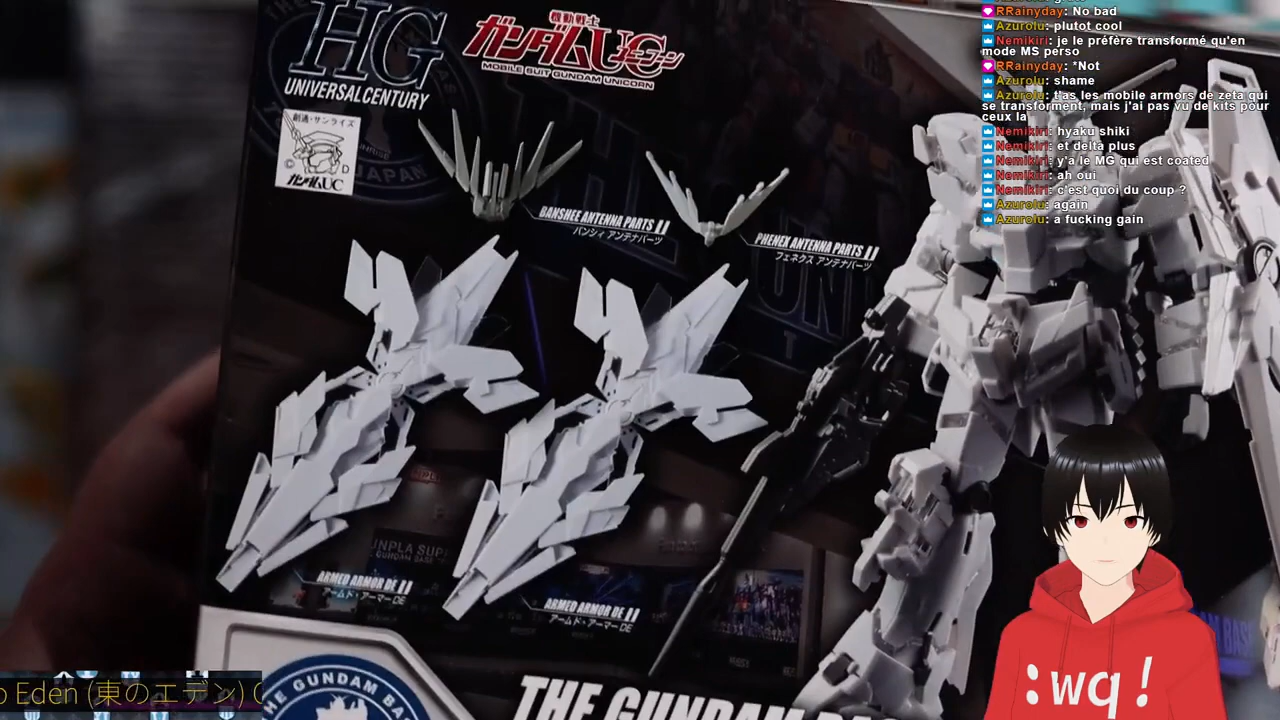 HG
UNIVERSAL CENTURY
機動戦士
ガンダムUC
ユニコーン
MOBILE SUIT GUNDAM UNICORN
創通・サンライズ
ガンダムUC
JAPAN
BANSHEE ANTENNA PARTS
バンシィ アンテナパーツ
PHENEX ANTENNA PARTS
フェネクス アンテナパーツ
ARMED ARMOR DE
アームド・アーマーDE
ARMED ARMOR DE
アームド・アーマーDE
THE GUNDAM BAS
THE GUNDAM BA
o Eden (東のエデン)
RRainyday: No bad
Azurolu: plutot cool
Nemikiri: je le préfère transformé qu'en
mode MS perso
RRainyday: *Not
Azurolu: shame
Azurolu: t'as les mobile armors de zeta qui
se transforment, mais j'ai pas vu de kits pour
ceux la
Nemikiri: hyaku shiki
Nemikiri: et delta plus
Nemikiri: y'a le MG qui est coated
Nemikiri: ah oui
Nemikiri: c'est quoi du coup ?
Azurolu: again
Azurolu: a fucking gain
:wq!